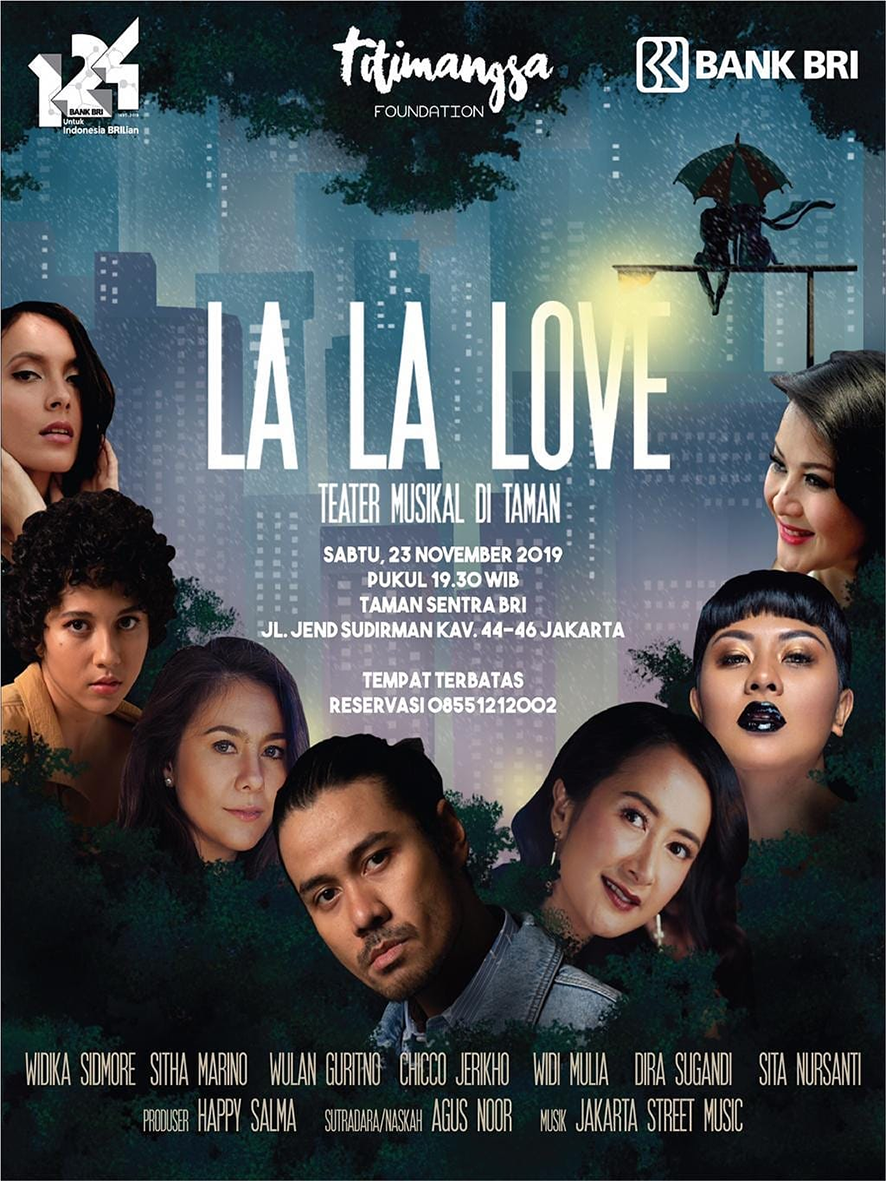 124
BANK BRI
Untuk
Indonesia BRILian
Titimangsa
FOUNDATION
BANK BRI
LA LA LOVE
TEATER MUSIKAL DI TAMAN
SABTU, 23 NOVEMBER 2019
PUKUL 19.30 WIB
TAMAN SENTRA BRI
JL. JEND SUDIRMAN KAV. 44-46 JAKARTA
TEMPAT TERBATAS
RESERVASI 08551212002
WIDIKA SIDMORE SITHA MARINO WULAN GURITNO CHICCO JERIKHO WIDI MULIA DIRA SUGANDI SITA NURSANTI
PRODUSER HAPPY SALMA SUTRADARA/NASKAH AGUS NOOR MUSIK JAKARTA STREET MUSIC